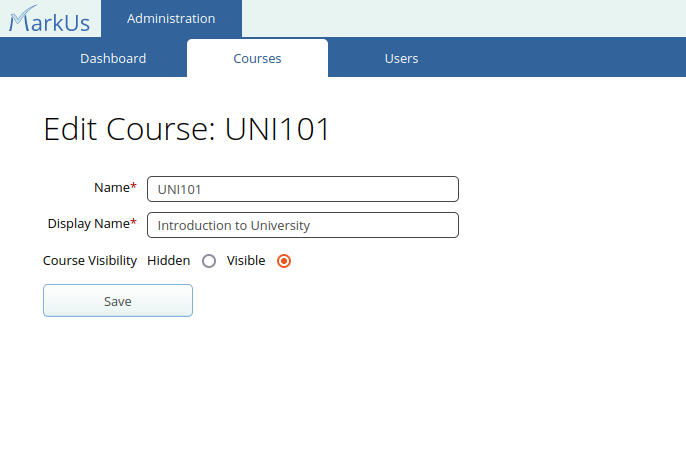 MarkUs
Administration
Dashboard Courses Users
Edit Course: UNI101
Name* UNI101
Display Name* Introduction to University
Course Visibility Hidden Visible
Save